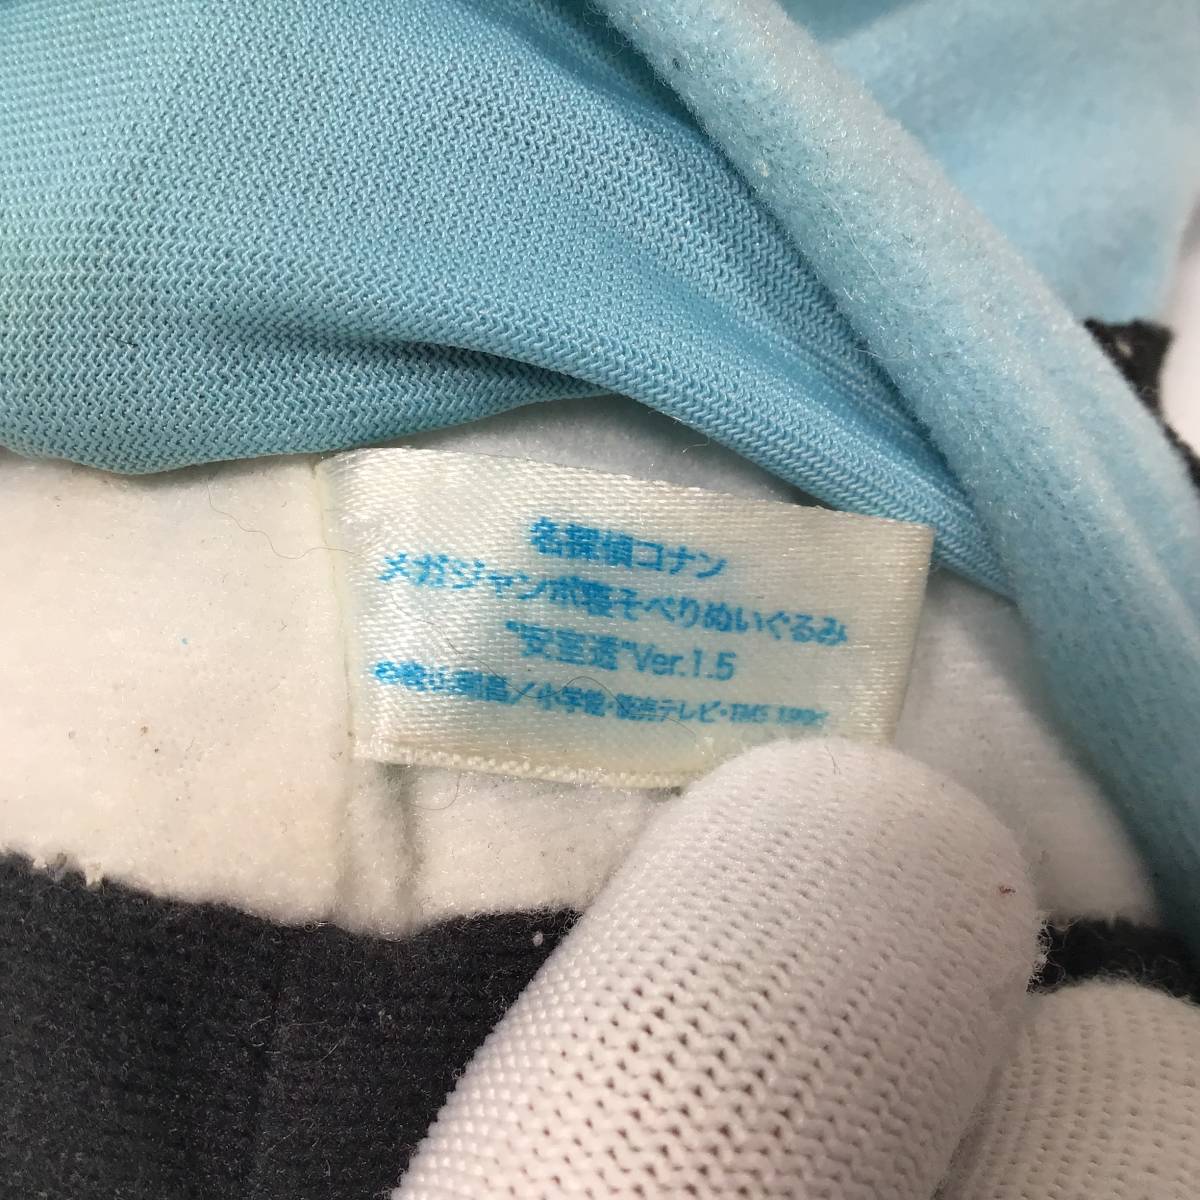 名探偵コナン
メガジャンボ寝そべりぬいぐるみ
"安室透"Ver.1.5
©青山剛昌／小学館・読売テレビ・TMS 1996